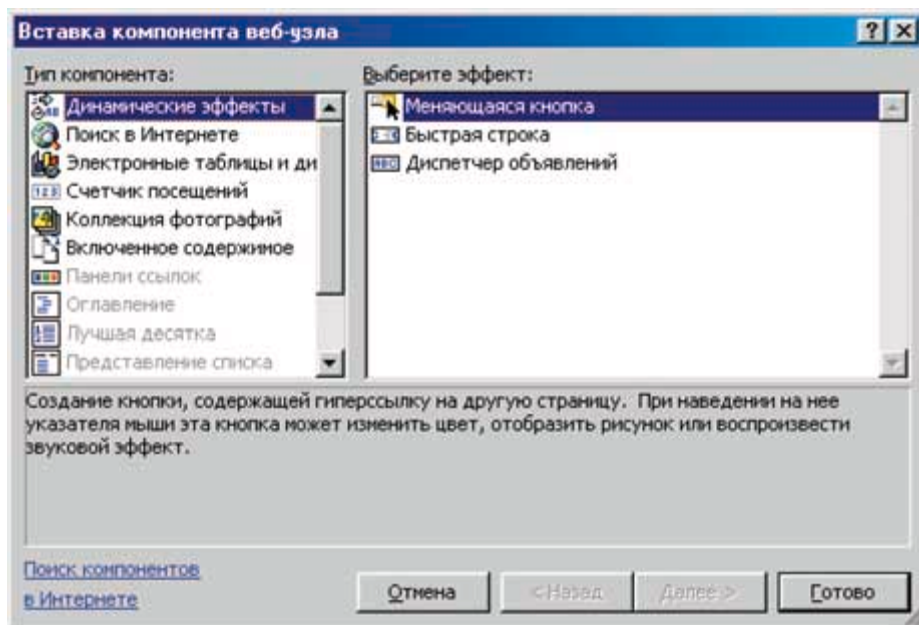 Вставка компонента веб-узла
Тип компонента:
Динамические эффекты
Поиск в Интернете
Электронные таблицы и ди
Счетчик посещений
Коллекция фотографий
Включенное содержимое
Панели ссылок
Оглавление
Лучшая десятка
Представление списка
Выберите эффект:
Меняющаяся кнопка
Быстрая строка
Диспетчер объявлений
Создание кнопки, содержащей гиперссылку на другую страницу. При наведении на нее
указателя мыши эта кнопка может изменить цвет, отобразить рисунок или воспроизвести
звуковой эффект.
Поиск компонентов
в Интернете
Отмена
< Назад
Далее >
Готово